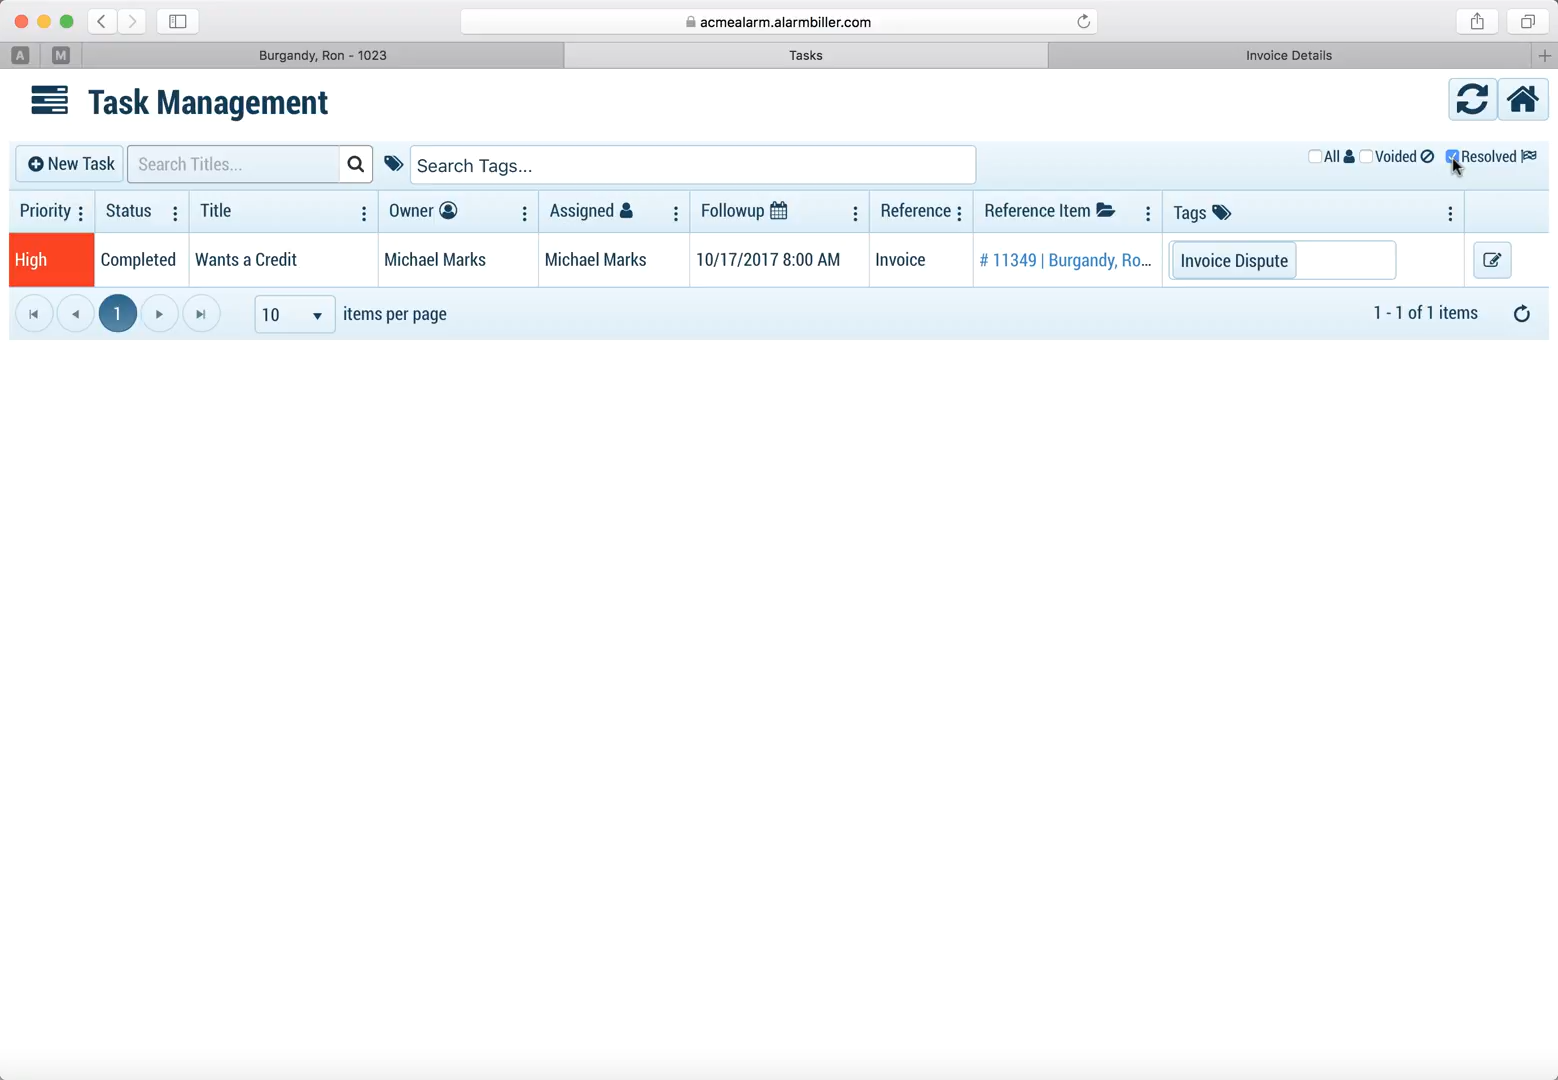 acmealarm.alarmbiller.com
A
M
Burgandy, Ron - 1023
Tasks
Invoice Details
Task Management
New Task
Search Titles...
Search Tags...
All
Voided
Resolved
Priority
Status
Title
Owner
Assigned
Followup
Reference
Reference Item
Tags
High
Completed
Wants a Credit
Michael Marks
Michael Marks
10/17/2017 8:00 AM
Invoice
# 11349 | Burgandy, Ro...
Invoice Dispute
1
10
items per page
1 - 1 of 1 items